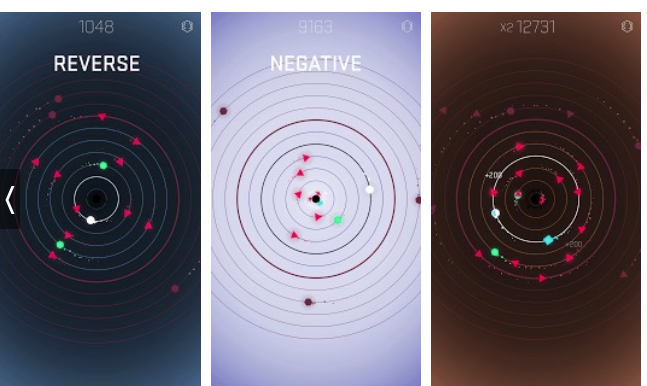 1048
REVERSE
9163
NEGATIVE
x2 12731
+200
+200